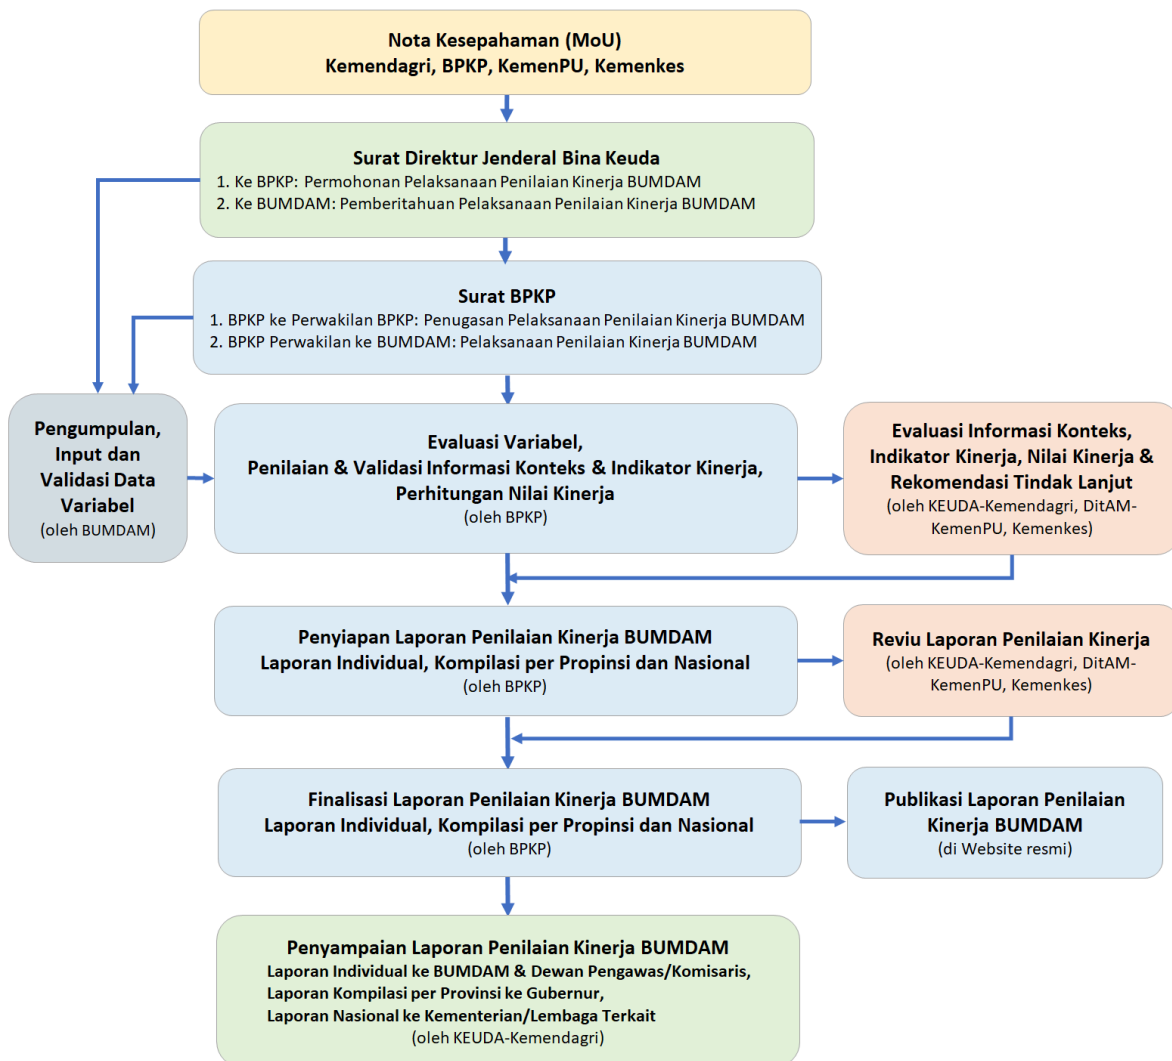 Nota Kesepahaman (MoU)
Kemendagri, BPKP, KemenPU, Kemenkes
Surat Direktur Jenderal Bina Keuda
1. Ke BPKP: Permohonan Pelaksanaan Penilaian Kinerja BUMDAM
2. Ke BUMDAM: Pemberitahuan Pelaksanaan Penilaian Kinerja BUMDAM
Surat BPKP
1. BPKP ke Perwakilan BPKP: Penugasan Pelaksanaan Penilaian Kinerja BUMDAM
2. BPKP Perwakilan ke BUMDAM: Pelaksanaan Penilaian Kinerja BUMDAM
Pengumpulan,
Input dan
Validasi Data
Variabel
(oleh BUMDAM)
Evaluasi Variabel,
Penilaian & Validasi Informasi Konteks & Indikator Kinerja,
Perhitungan Nilai Kinerja
(oleh BPKP)
Evaluasi Informasi Konteks,
Indikator Kinerja, Nilai Kinerja &
Rekomendasi Tindak Lanjut
(oleh KEUDA-Kemendagri, DitAM-
KemenPU, Kemenkes)
Penyiapan Laporan Penilaian Kinerja BUMDAM
Laporan Individual, Kompilasi per Propinsi dan Nasional
(oleh BPKP)
Reviu Laporan Penilaian Kinerja
(oleh KEUDA-Kemendagri, DitAM-
KemenPU, Kemenkes)
Finalisasi Laporan Penilaian Kinerja BUMDAM
Laporan Individual, Kompilasi per Propinsi dan Nasional
(oleh BPKP)
Publikasi Laporan Penilaian
Kinerja BUMDAM
(di Website resmi)
Penyampaian Laporan Penilaian Kinerja BUMDAM
Laporan Individual ke BUMDAM & Dewan Pengawas/Komisaris,
Laporan Kompilasi per Provinsi ke Gubernur,
Laporan Nasional ke Kementerian/Lembaga Terkait
(oleh KEUDA-Kemendagri)